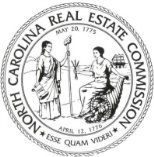 NORTH CAROLINA REAL ESTATE COMMISSION
MAY 20, 1775
APRIL 12, 1776
ESSE QUAM VIDERI